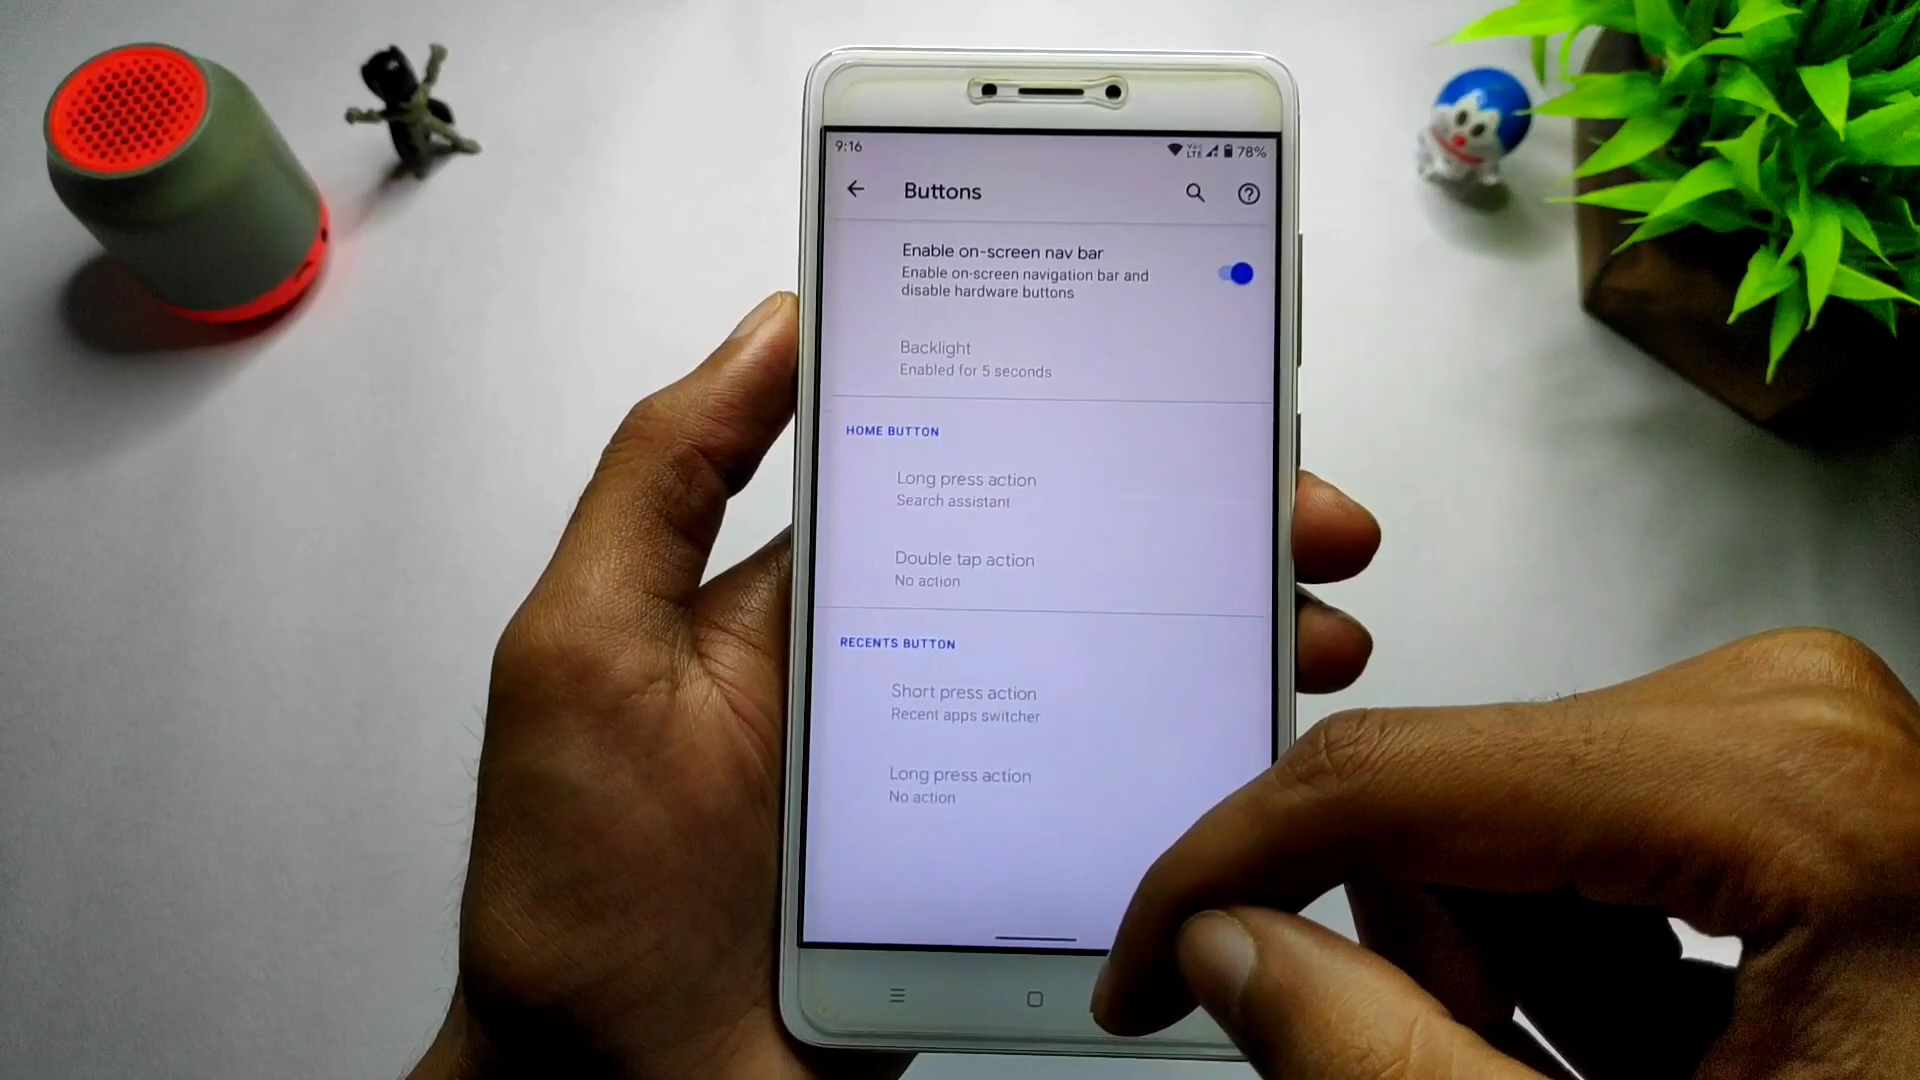 9:16
Vo LTE 78%
Buttons
Enable on-screen nav bar
Enable on-screen navigation bar and
disable hardware buttons
Backlight
Enabled for 5 seconds
HOME BUTTON
Long press action
Search assistant
Double tap action
No action
RECENTS BUTTON
Short press action
Recent apps switcher
Long press action
No action